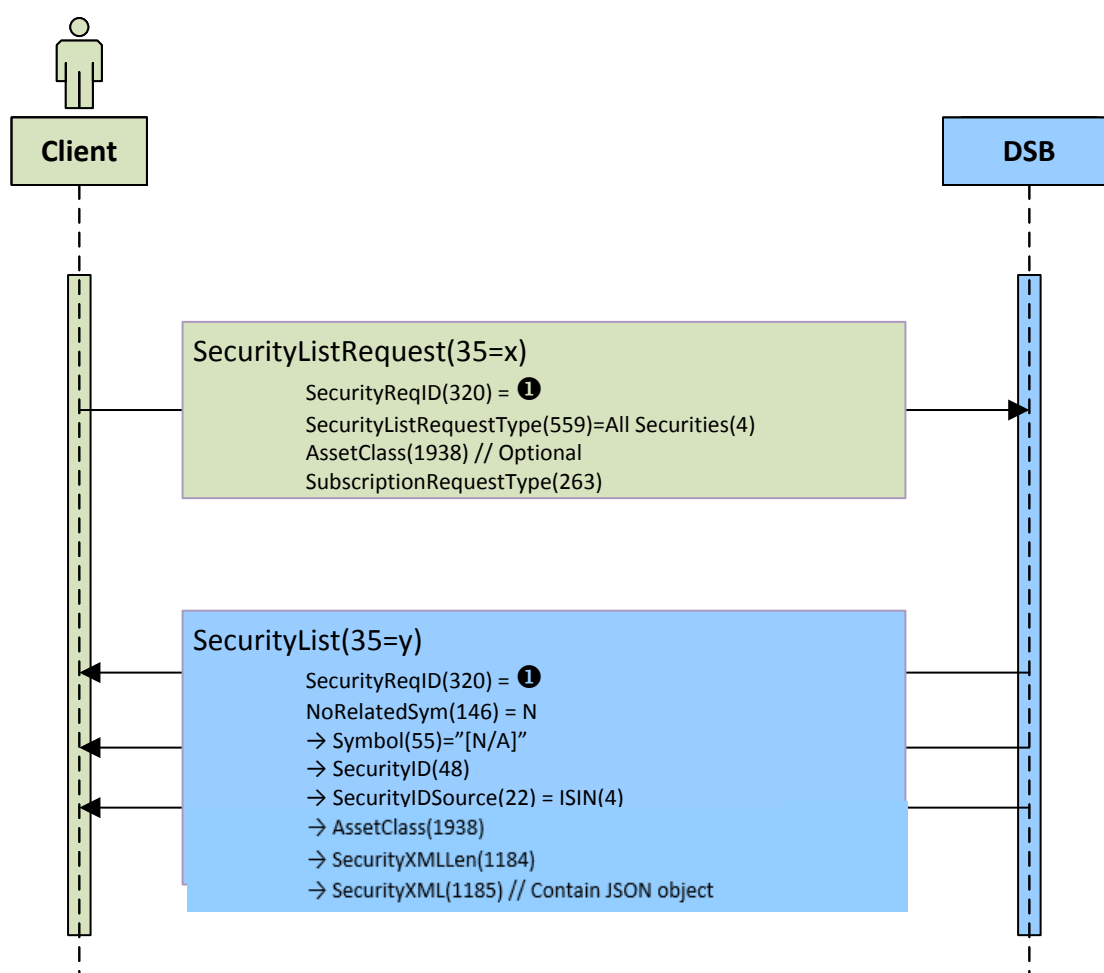 Client
DSB
SecurityListRequest(35=x)
SecurityReqID(320) = ❶
SecurityListRequestType(559)=All Securities(4)
AssetClass(1938) // Optional
SubscriptionRequestType(263)
SecurityList(35=y)
SecurityReqID(320) = ❶
NoRelatedSym(146) = N
→ Symbol(55)=”[N/A]”
→ SecurityID(48)
→ SecurityIDSource(22) = ISIN(4)
→ AssetClass(1938)
→ SecurityXMLLen(1184)
→ SecurityXML(1185) // Contain JSON object